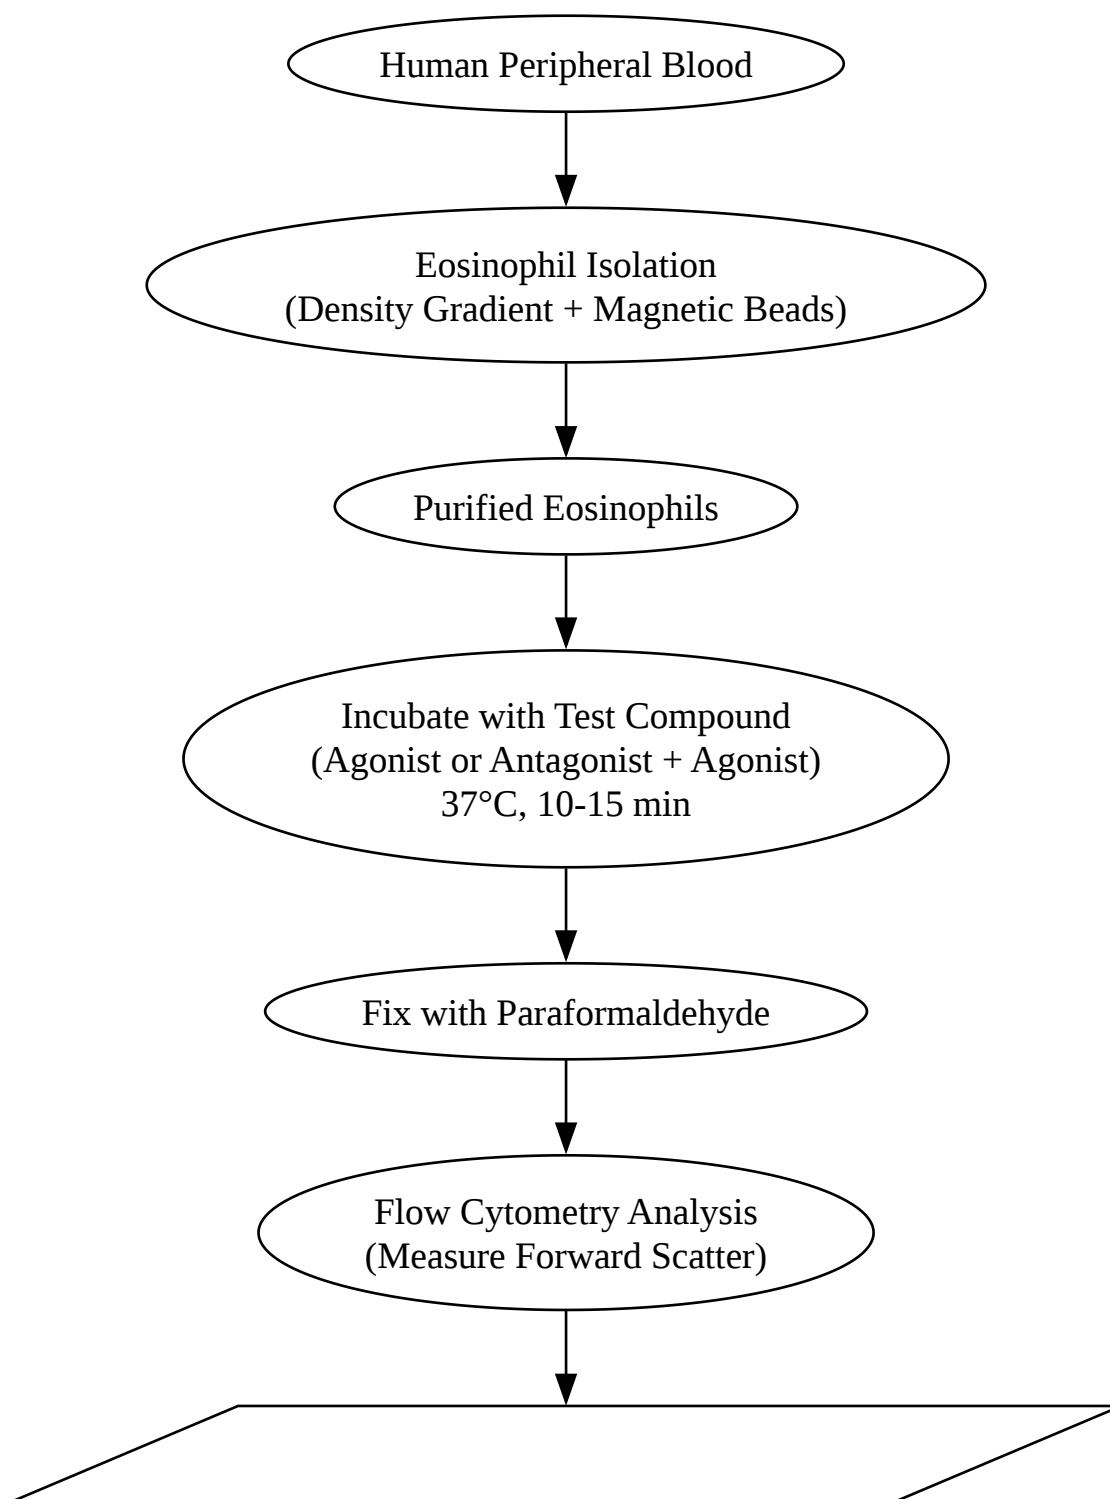 Human Peripheral Blood
Eosinophil Isolation
(Density Gradient + Magnetic Beads)
Purified Eosinophils
Incubate with Test Compound
(Agonist or Antagonist + Agonist)
37°C, 10-15 min
Fix with Paraformaldehyde
Flow Cytometry Analysis
(Measure Forward Scatter)